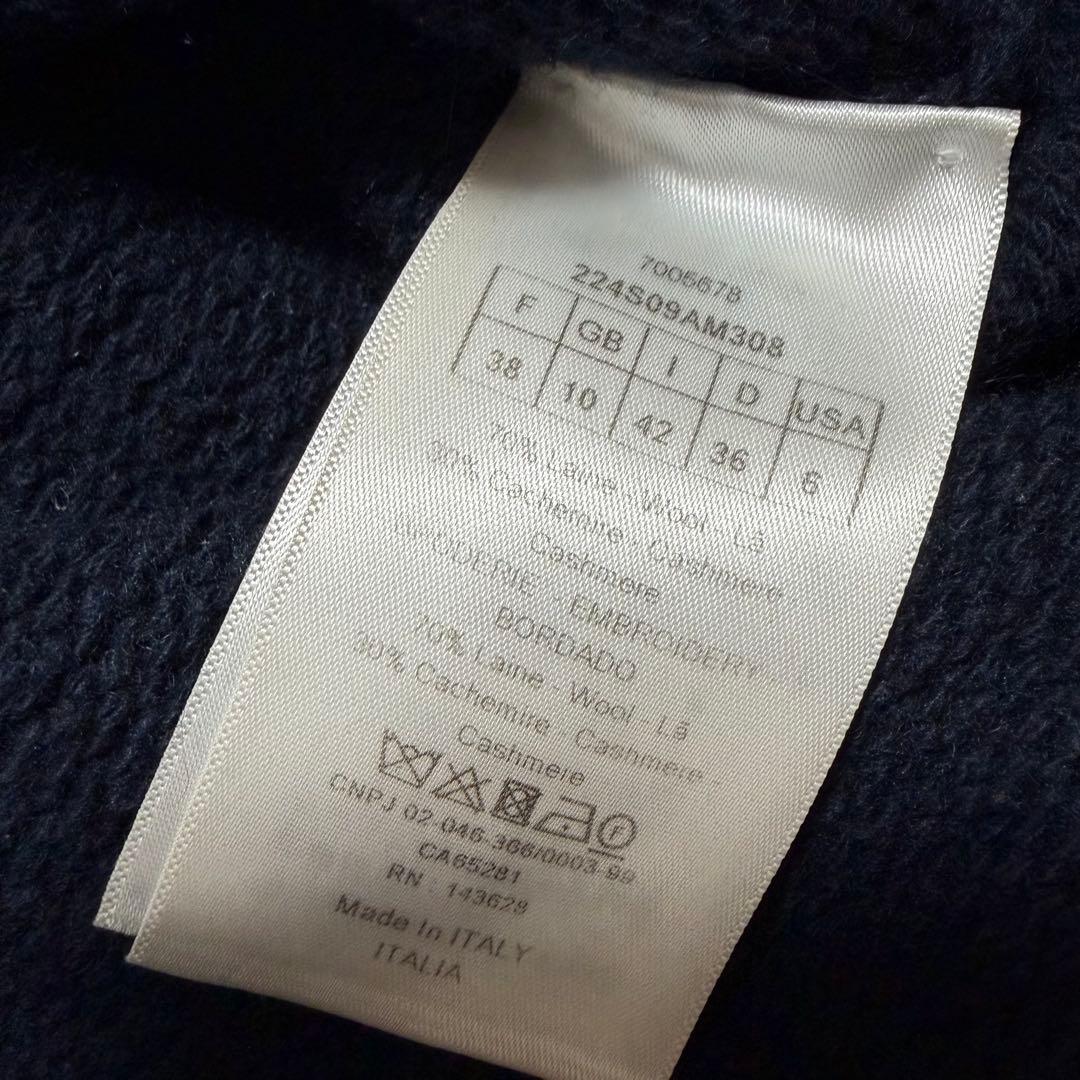 7005678
224S09AM308
F GB I D USA
38 10 42 36 6
70% Laine - Wool - Lã
30% Cachemire - Cashmere
Cashmere
BRODERIE - EMBROIDERY
BORDADO
70% Laine - Wool - Lã
30% Cachemire - Cashmere -
Cashmere
F
CNPJ 02-046-366/0003-99
CA65281
RN : 143628
Made In ITALY
ITALIA